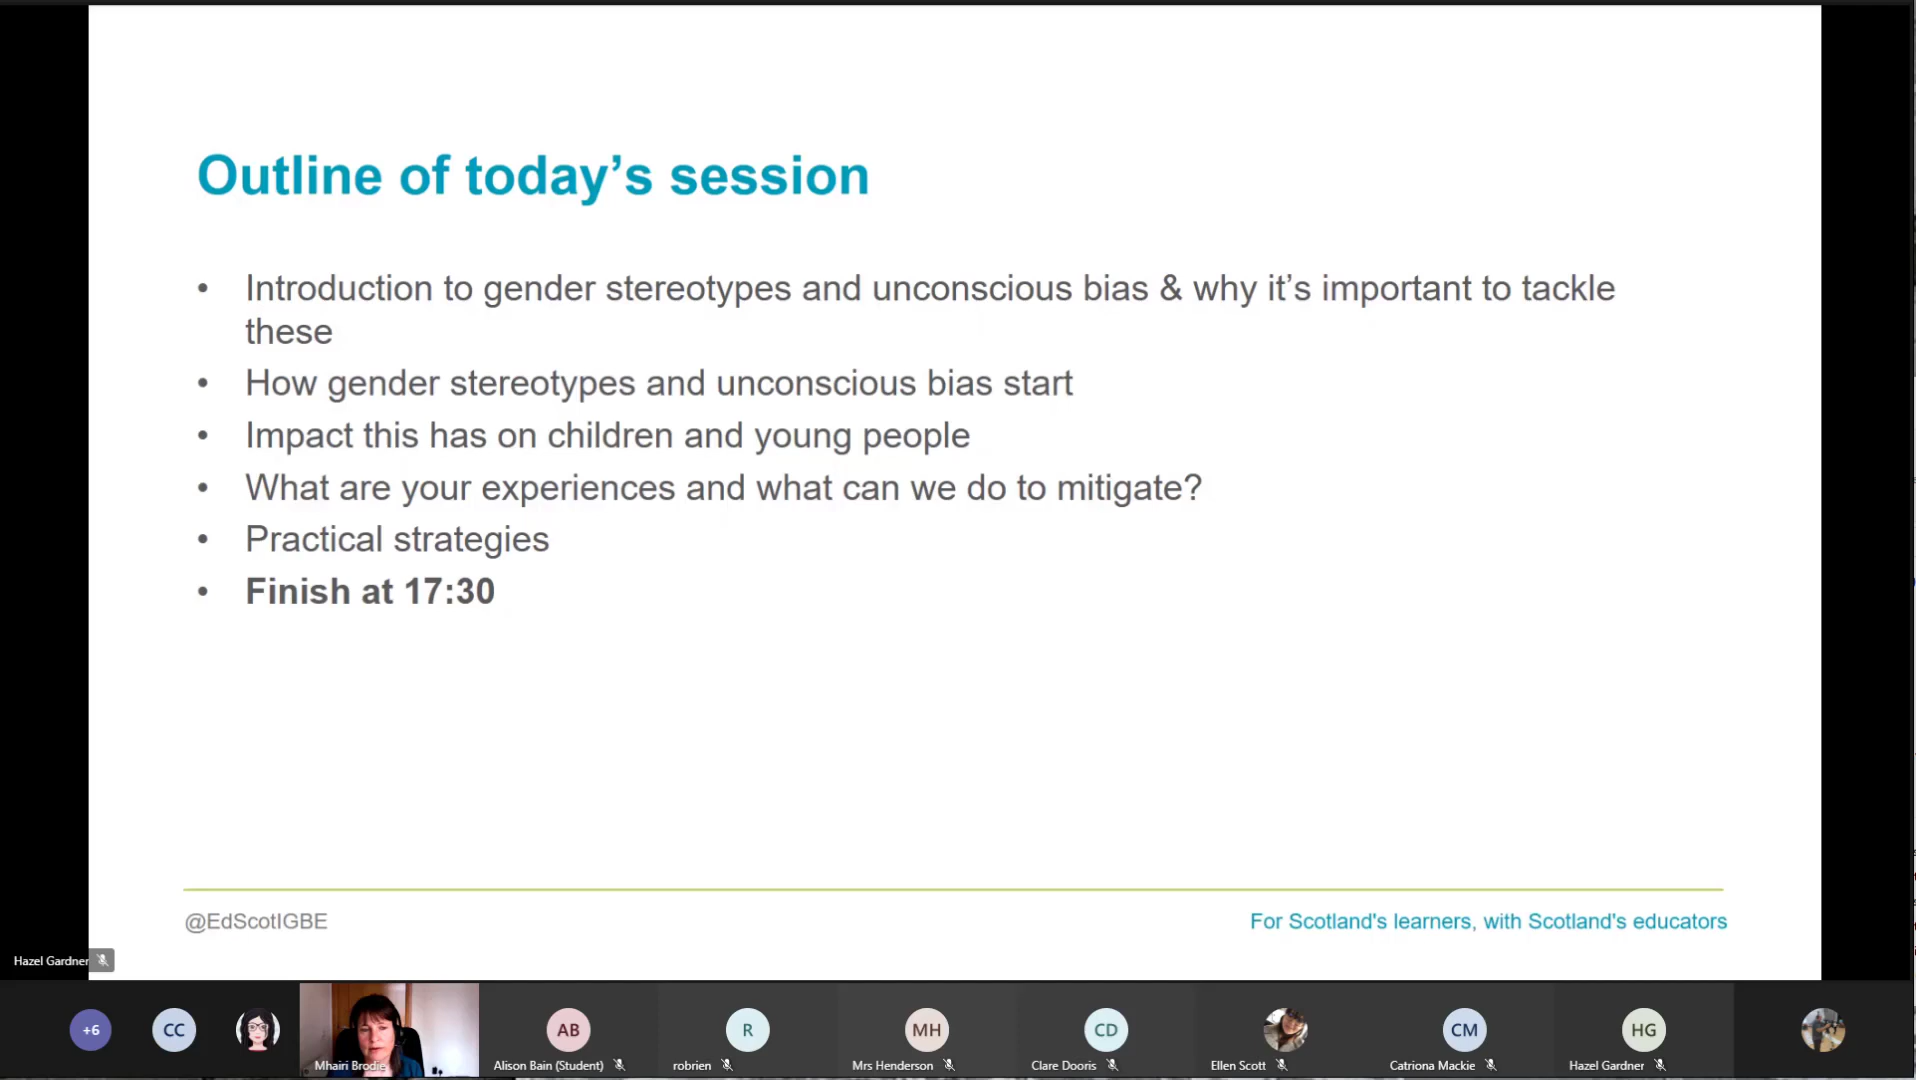 Outline of today’s session
• Introduction to gender stereotypes and unconscious bias & why it’s important to tackle
these
• How gender stereotypes and unconscious bias start
• Impact this has on children and young people
• What are your experiences and what can we do to mitigate?
• Practical strategies
• Finish at 17:30
@EdScotIGBE
For Scotland's learners, with Scotland's educators
Hazel Gardner
+6
CC
Mhairi Brodie
AB
Alison Bain (Student)
R
robrien
MH
Mrs Henderson
CD
Clare Dooris
Ellen Scott
CM
Catriona Mackie
HG
Hazel Gardner